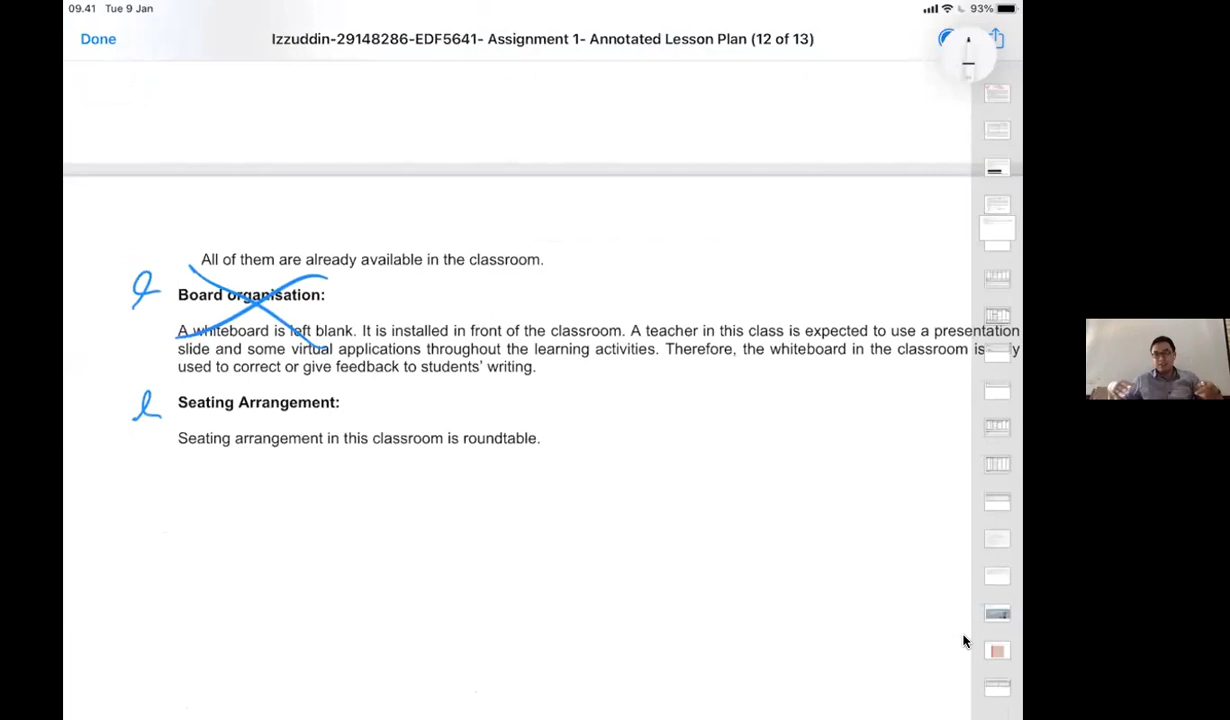 09.41 Tue 9 Jan
93%
Done
Izzuddin-29148286-EDF5641- Assignment 1- Annotated Lesson Plan (12 of 13)
All of them are already available in the classroom.
Board organisation:
A whiteboard is left blank. It is installed in front of the classroom. A teacher in this class is expected to use a presentation
slide and some virtual applications throughout the learning activities. Therefore, the whiteboard in the classroom is
used to correct or give feedback to students' writing.
Seating Arrangement:
Seating arrangement in this classroom is roundtable.